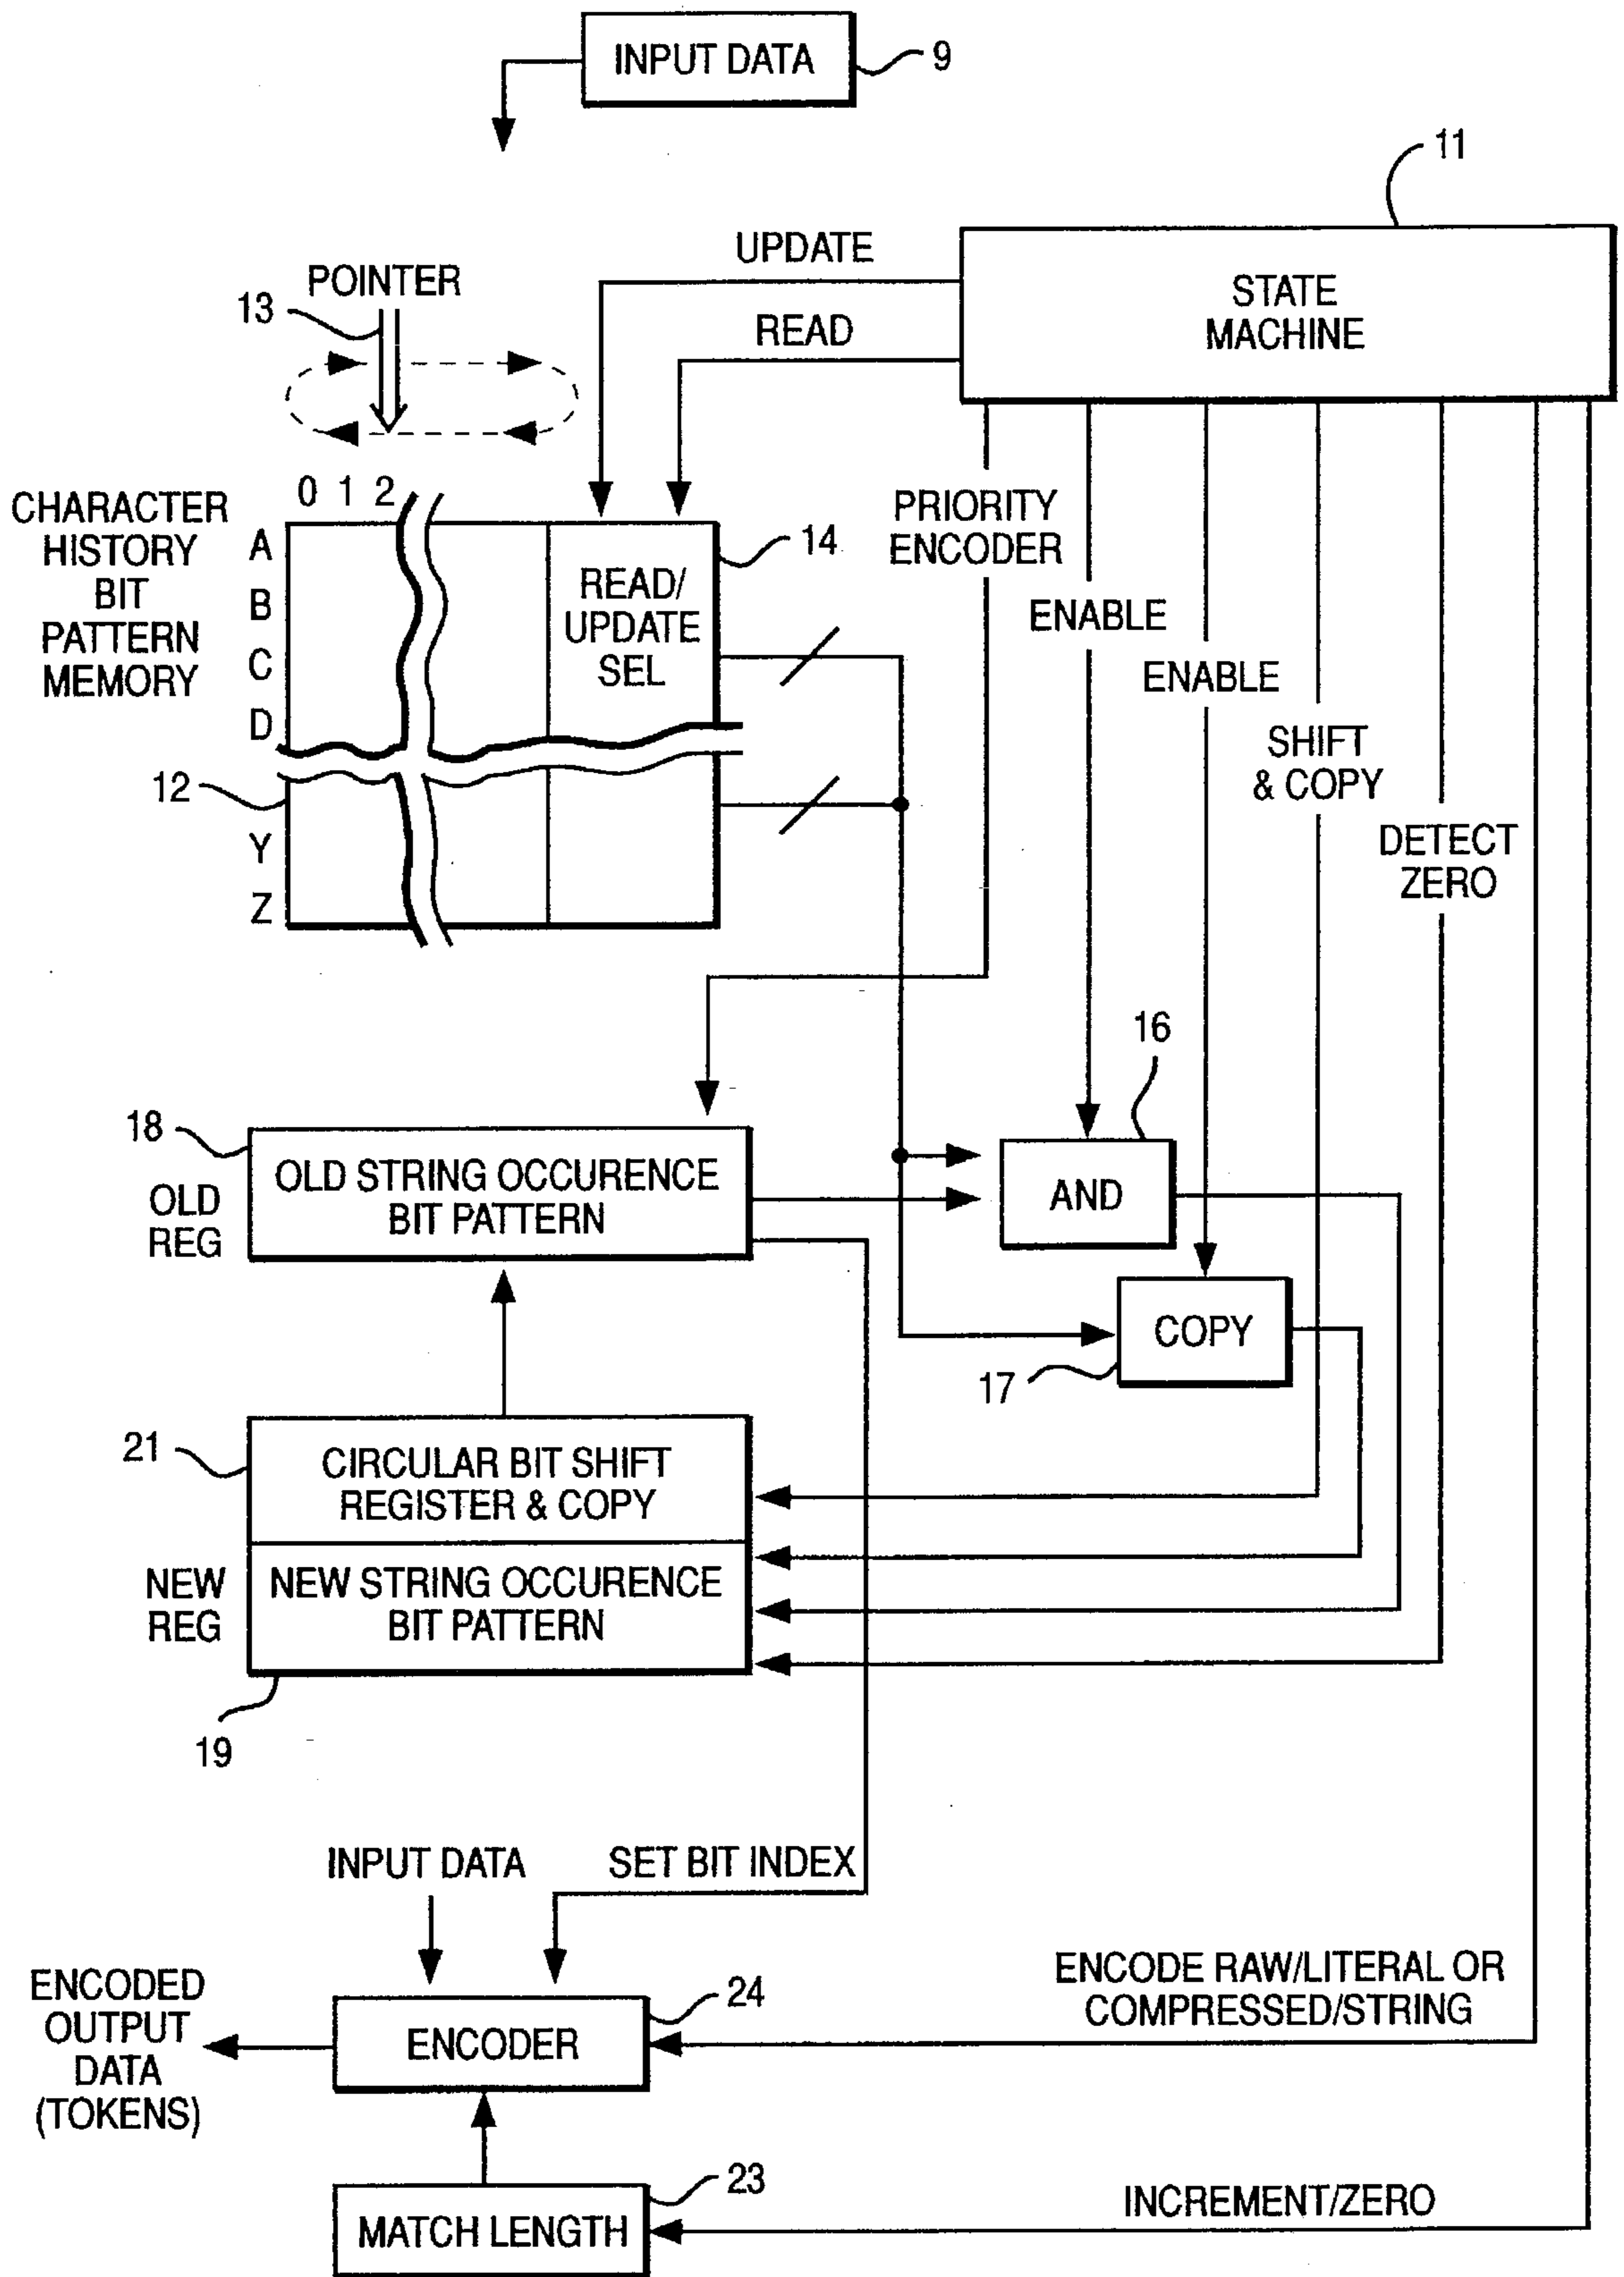 INPUT DATA
9
11
UPDATE
STATE
MACHINE
POINTER
13
READ
0 1 2
CHARACTER
HISTORY
BIT
PATTERN
MEMORY
A
B
C
D
Y
Z
READ/
UPDATE
SEL
14
12
PRIORITY
ENCODER
ENABLE
ENABLE
SHIFT
& COPY
DETECT
ZERO
16
18
OLD
REG
OLD STRING OCCURENCE
BIT PATTERN
AND
COPY
17
21
CIRCULAR BIT SHIFT
REGISTER & COPY
NEW
REG
NEW STRING OCCURENCE
BIT PATTERN
19
INPUT DATA
SET BIT INDEX
ENCODED
OUTPUT
DATA
(TOKENS)
ENCODER
24
ENCODE RAW/LITERAL OR
COMPRESSED/STRING
MATCH LENGTH
23
INCREMENT/ZERO